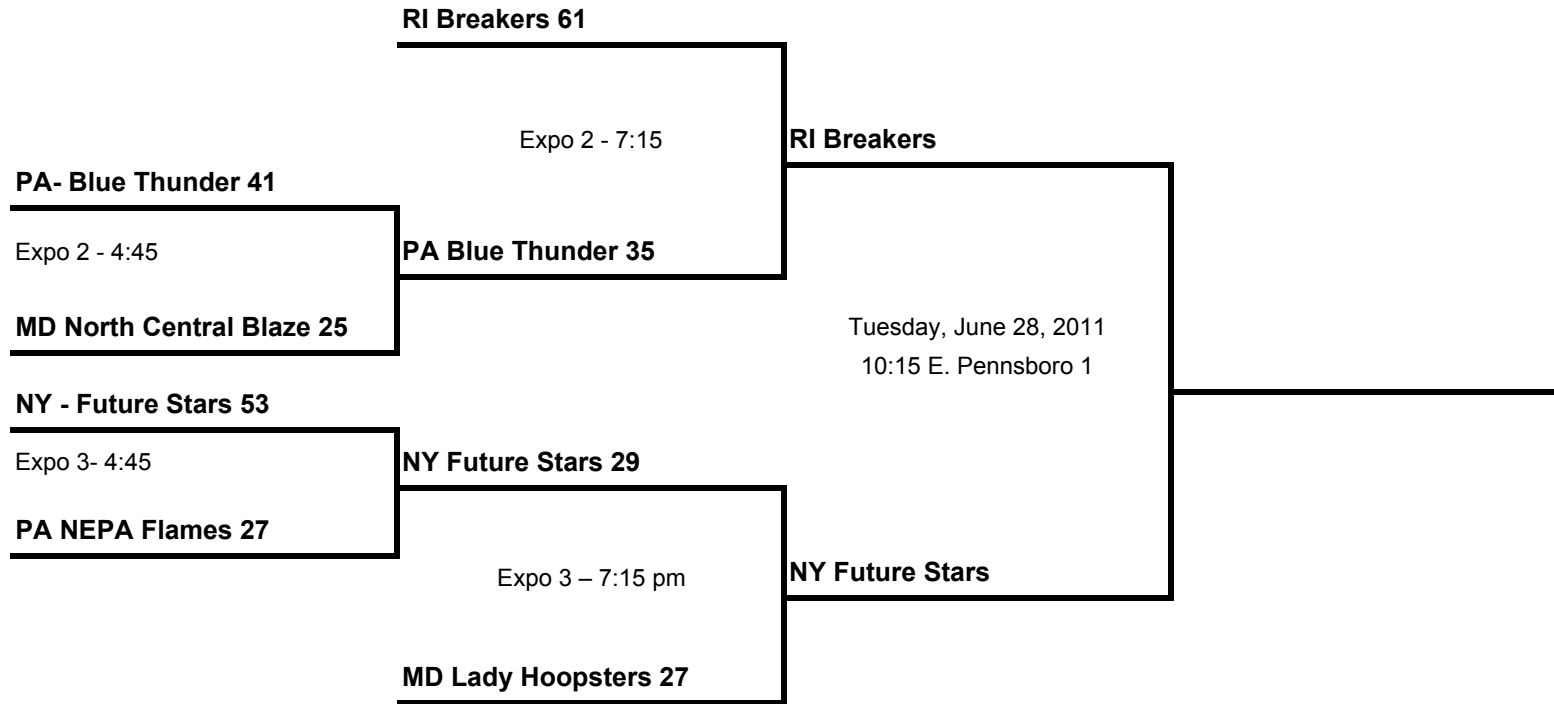 RI Breakers 61
Expo 2 - 7:15
RI Breakers
PA- Blue Thunder 41
Expo 2 - 4:45
PA Blue Thunder 35
MD North Central Blaze 25
Tuesday, June 28, 2011
10:15 E. Pennsboro 1
NY - Future Stars 53
Expo 3- 4:45
NY Future Stars 29
PA NEPA Flames 27
Expo 3 – 7:15 pm
NY Future Stars
MD Lady Hoopsters 27